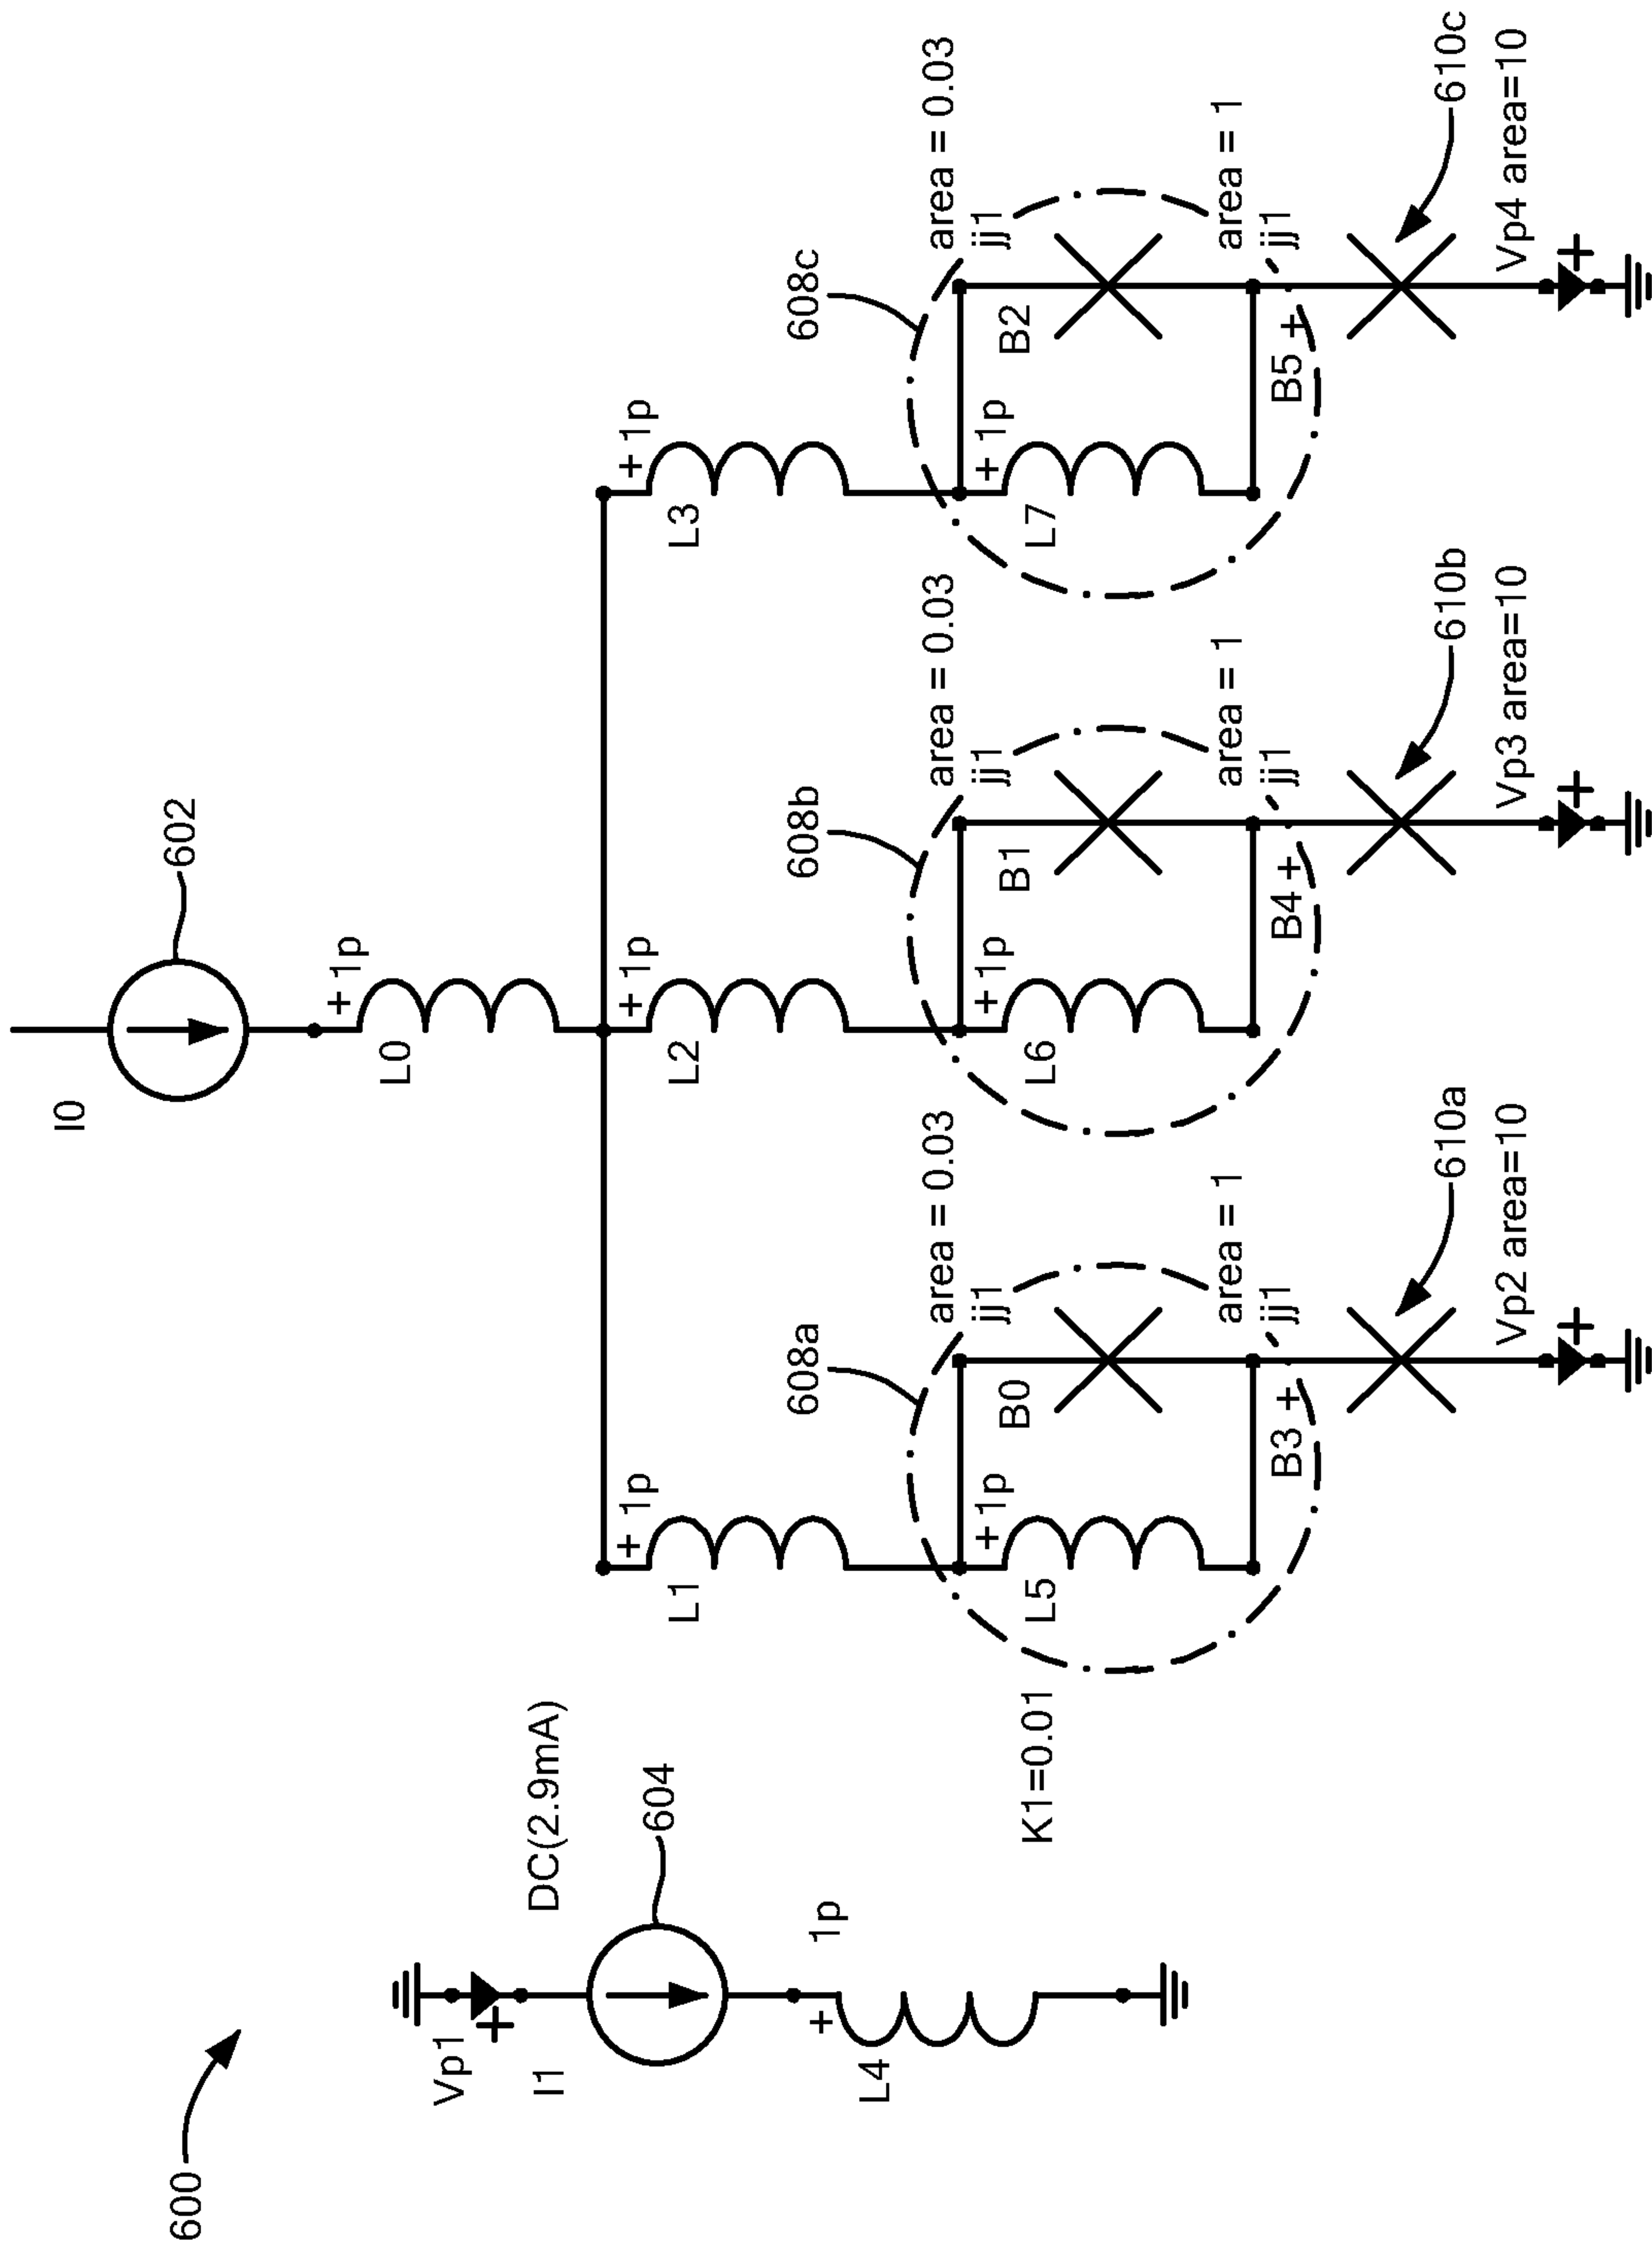 600
I0
602
+ 1p
L0
Vp1
+
I1
DC(2.9mA)
604
+
1p
L4
+ 1p
L1
+ 1p
L2
+ 1p
L3
608a
area = 0.03
jj1
+ 1p
L5
B0
K1=0.01
area = 1
jj1
B3 +
610a
Vp2 area=10
+
608b
area = 0.03
jj1
+ 1p
L6
B1
area = 1
jj1
B4 +
610b
Vp3 area=10
+
608c
area = 0.03
jj1
+ 1p
L7
B2
area = 1
jj1
B5 +
610c
Vp4 area=10
+